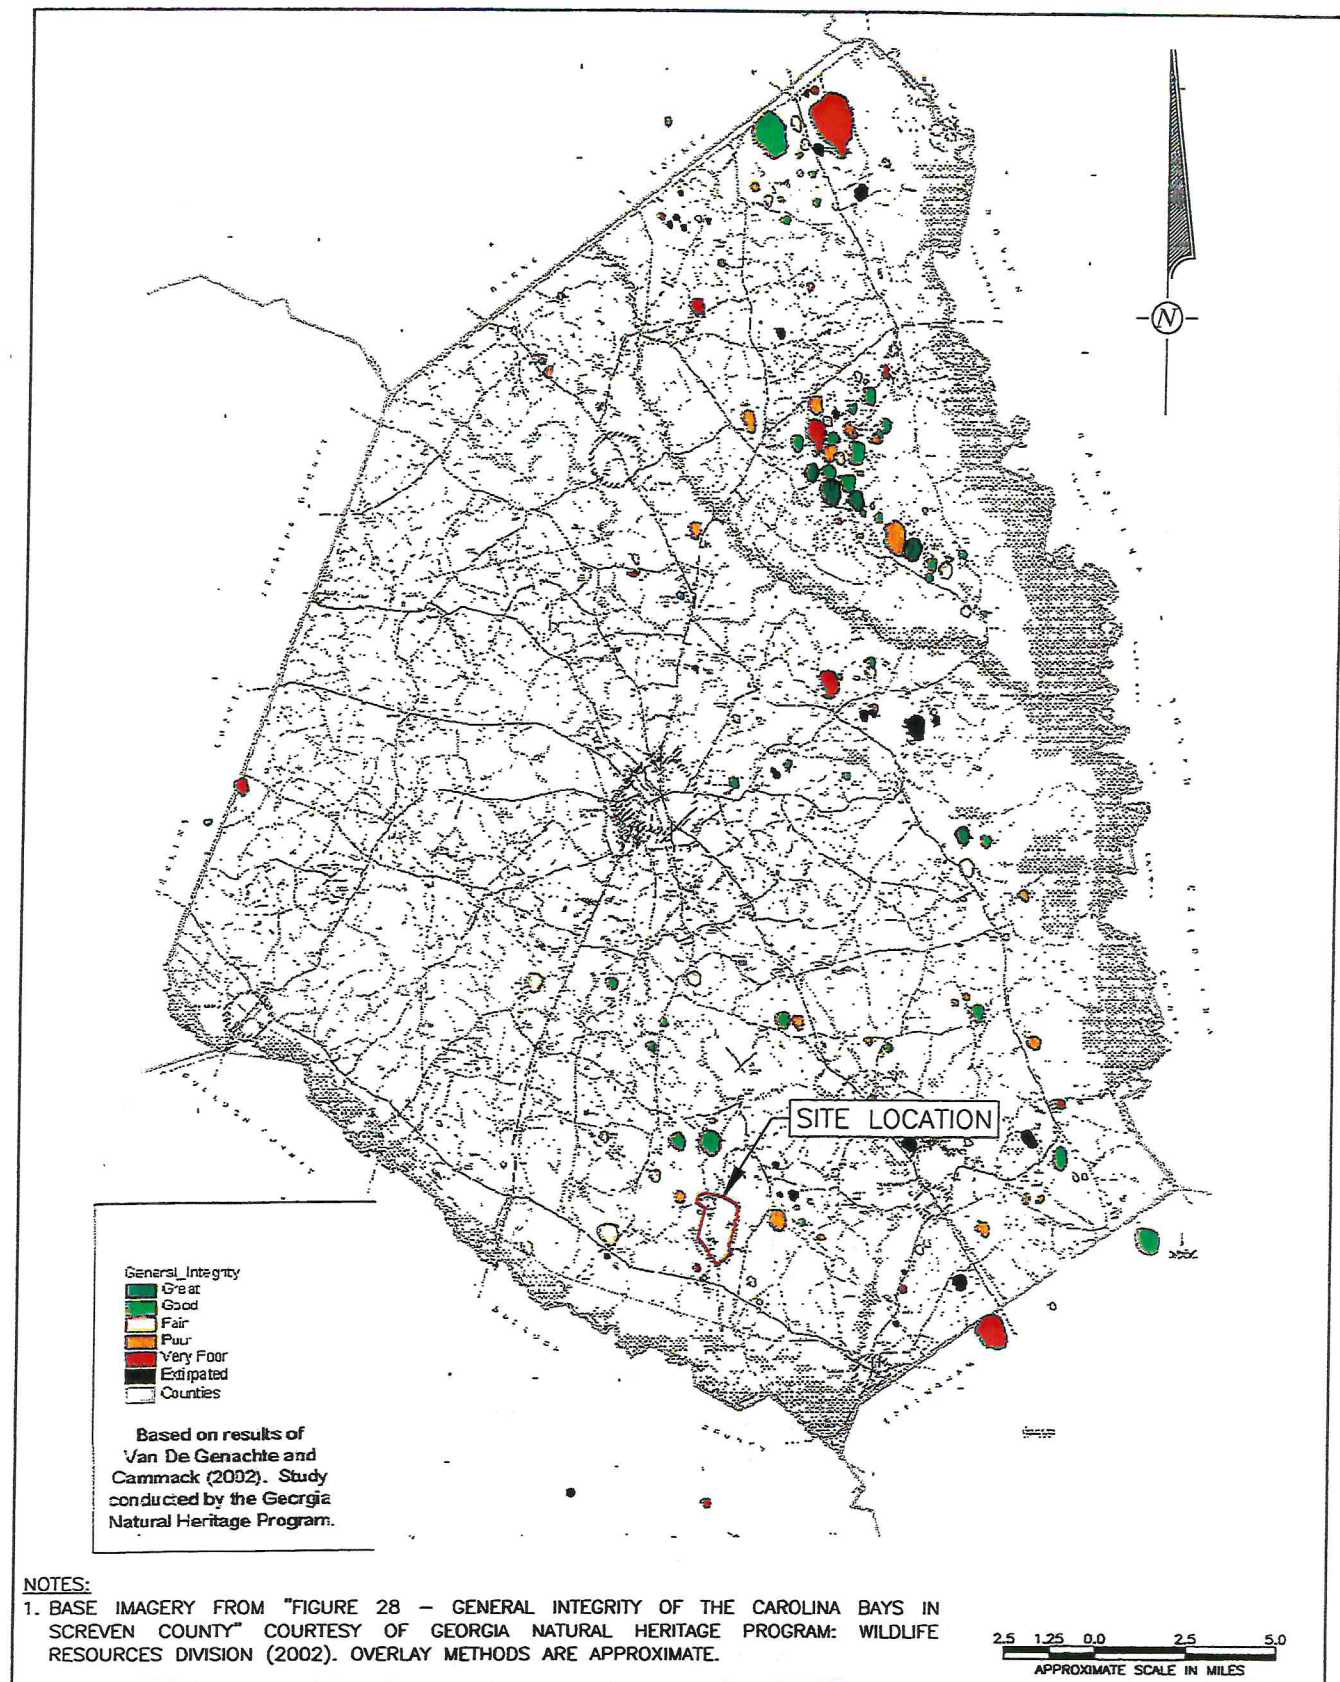 N
SITE LOCATION
General_Integrity
Great
Good
Fair
Poor
Very Poor
Extirpated
Counties
Based on results of
Van De Genachte and
Cammack (2002). Study
conducted by the Georgia
Natural Heritage Program.
BULLOCH COUNTY
NOTES:
1. BASE IMAGERY FROM "FIGURE 28 – GENERAL INTEGRITY OF THE CAROLINA BAYS IN
SCREVEN COUNTY" COURTESY OF GEORGIA NATURAL HERITAGE PROGRAM: WILDLIFE
RESOURCES DIVISION (2002). OVERLAY METHODS ARE APPROXIMATE.
2.5 1.25 0.0 2.5 5.0
APPROXIMATE SCALE IN MILES